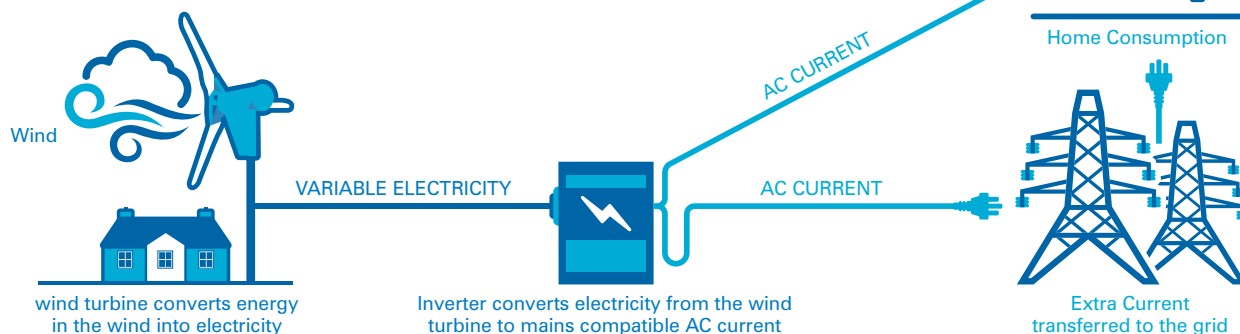 Home Consumption
AC CURRENT
Wind
VARIABLE ELECTRICITY
AC CURRENT
wind turbine converts energy
in the wind into electricity
Inverter converts electricity from the wind
turbine to mains compatible AC current
Extra Current
transferred to the grid